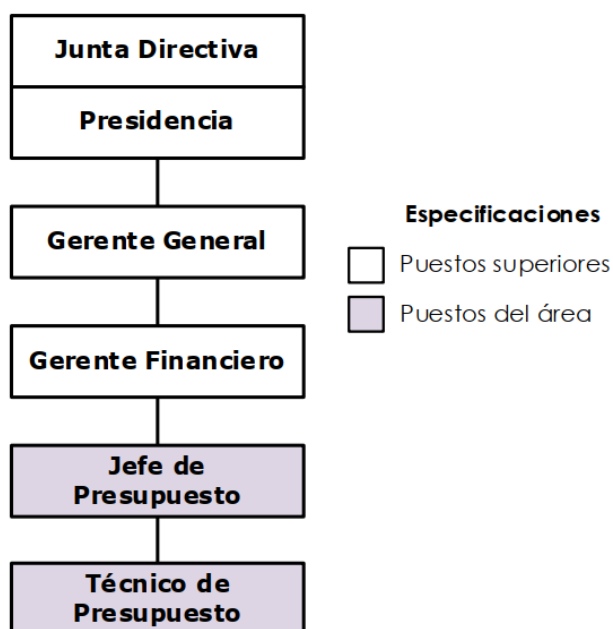 Junta Directiva
Presidencia
Gerente General
Gerente Financiero
Jefe de
Presupuesto
Técnico de
Presupuesto
Especificaciones
Puestos superiores
Puestos del área